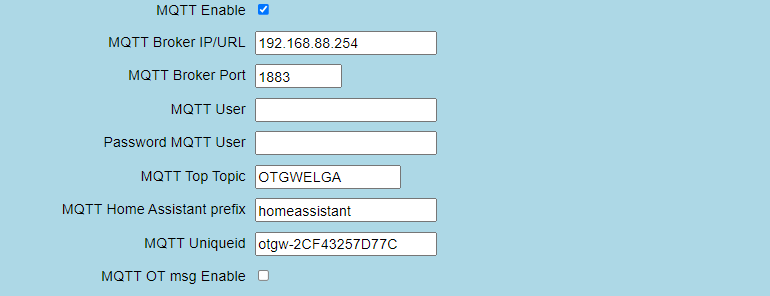 MQTT Enable
MQTT Broker IP/URL 192.168.88.254
MQTT Broker Port 1883
MQTT User
Password MQTT User
MQTT Top Topic OTGWELGA
MQTT Home Assistant prefix homeassistant
MQTT Uniqueid otgw-2CF43257D77C
MQTT OT msg Enable